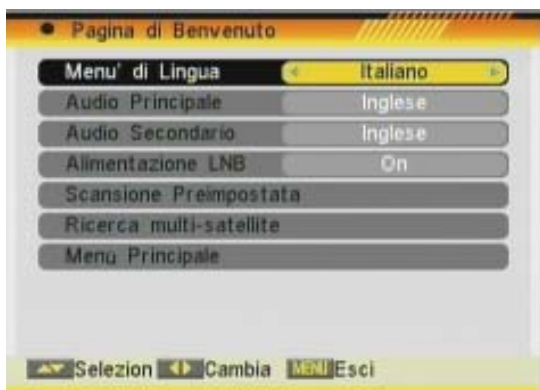 Pagina di Benvenuto
Menu' di Lingua Italiano
Audio Principale Inglese
Audio Secondario Inglese
Alimentazione LNB On
Scansione Preimpostata
Ricerca multi-satellite
Menu Principale
Selezion Cambia MENU Esci